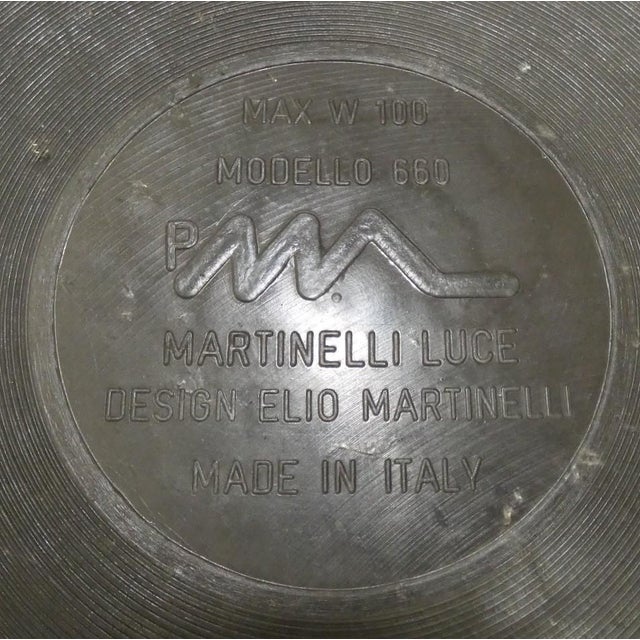 MAX W 100
MODELLO 660
P
MARTINELLI LUCE
DESIGN ELIO MARTINELLI
MADE IN ITALY